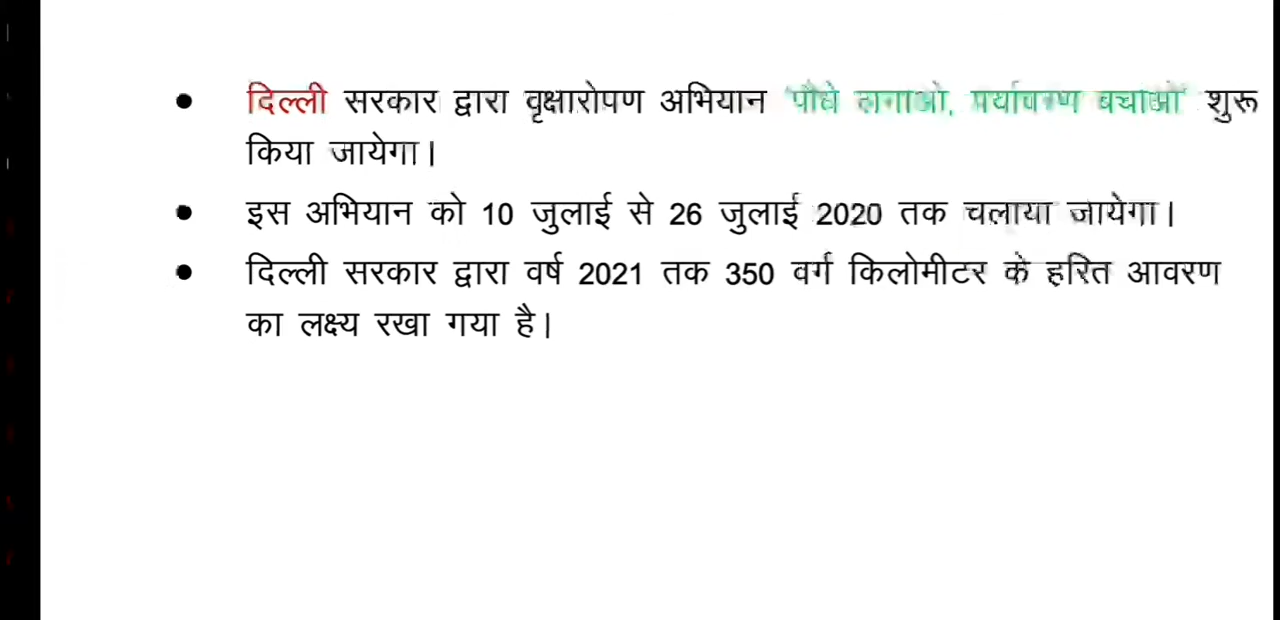 • दिल्ली सरकार द्वारा वृक्षारोपण अभियान 'पौधे लगाओ, पर्यावरण बचाओ' शुरू
किया जायेगा।
• इस अभियान को 10 जुलाई से 26 जुलाई 2020 तक चलाया जायेगा।
• दिल्ली सरकार द्वारा वर्ष 2021 तक 350 वर्ग किलोमीटर के हरित आवरण
का लक्ष्य रखा गया है।